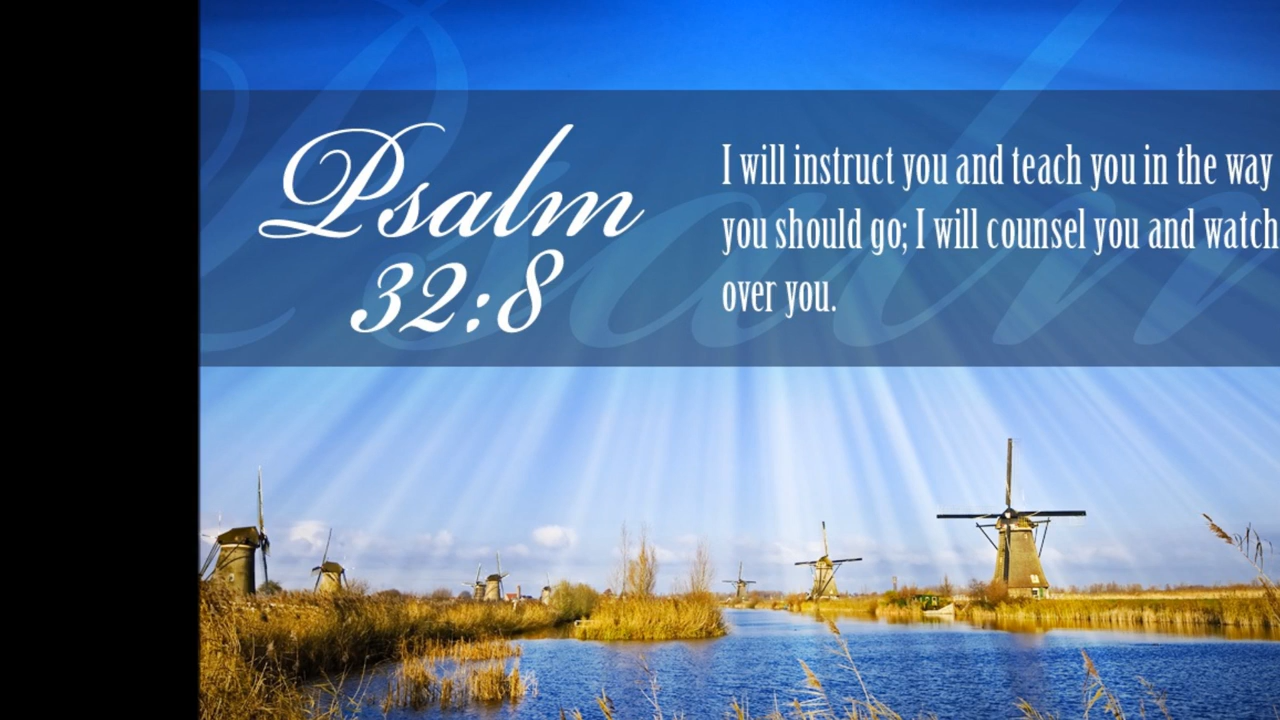 Psalm
32:8
I will instruct you and teach you in the way
you should go; I will counsel you and watch
over you.